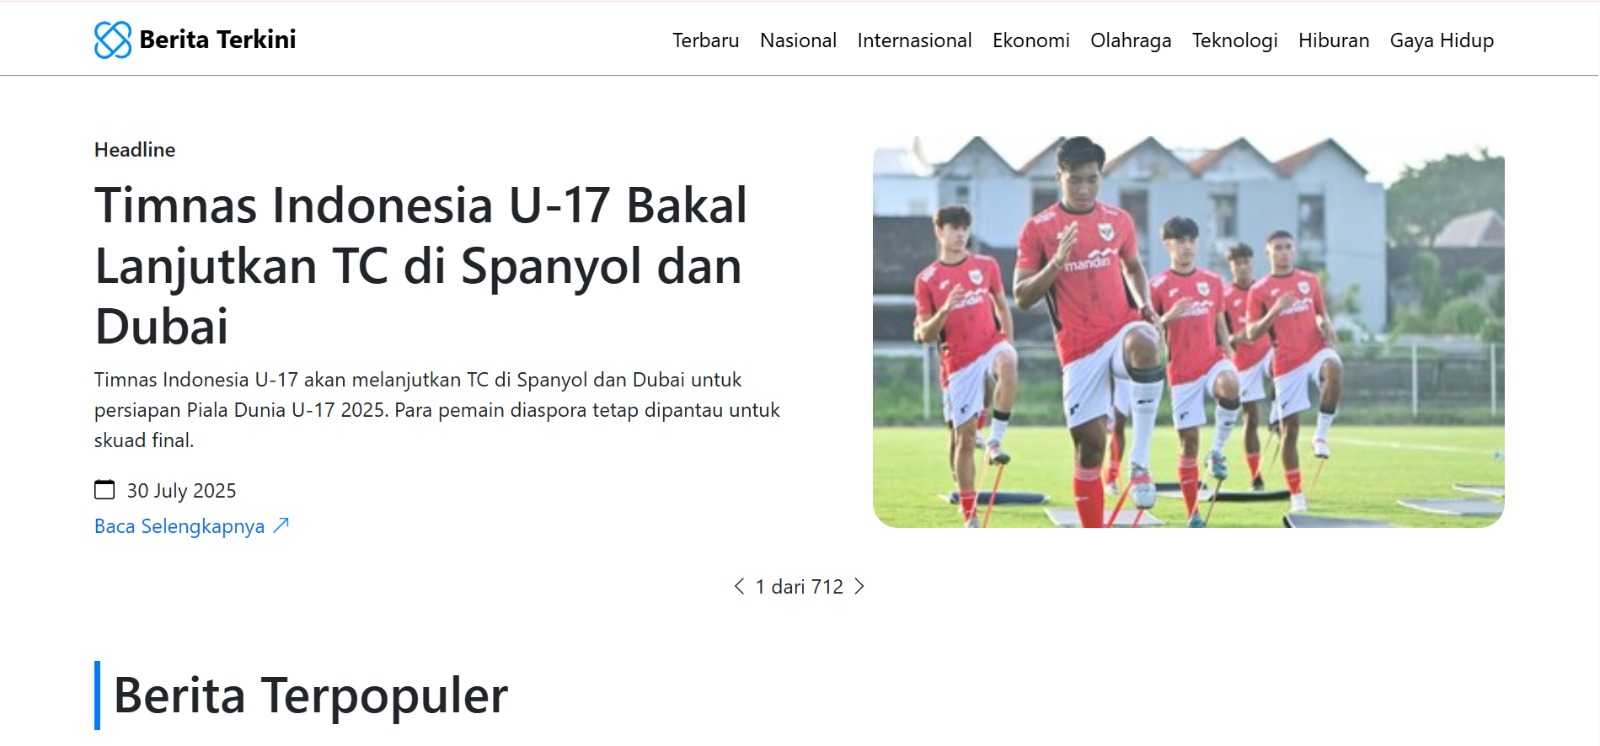 Berita Terkini
Terbaru Nasional Internasional Ekonomi Olahraga Teknologi Hiburan Gaya Hidup
Headline
Timnas Indonesia U-17 Bakal
Lanjutkan TC di Spanyol dan
Dubai
Timnas Indonesia U-17 akan melanjutkan TC di Spanyol dan Dubai untuk
persiapan Piala Dunia U-17 2025. Para pemain diaspora tetap dipantau untuk
skuad final.
30 July 2025
Baca Selengkapnya
mandiri
1 dari 712
Berita Terpopuler